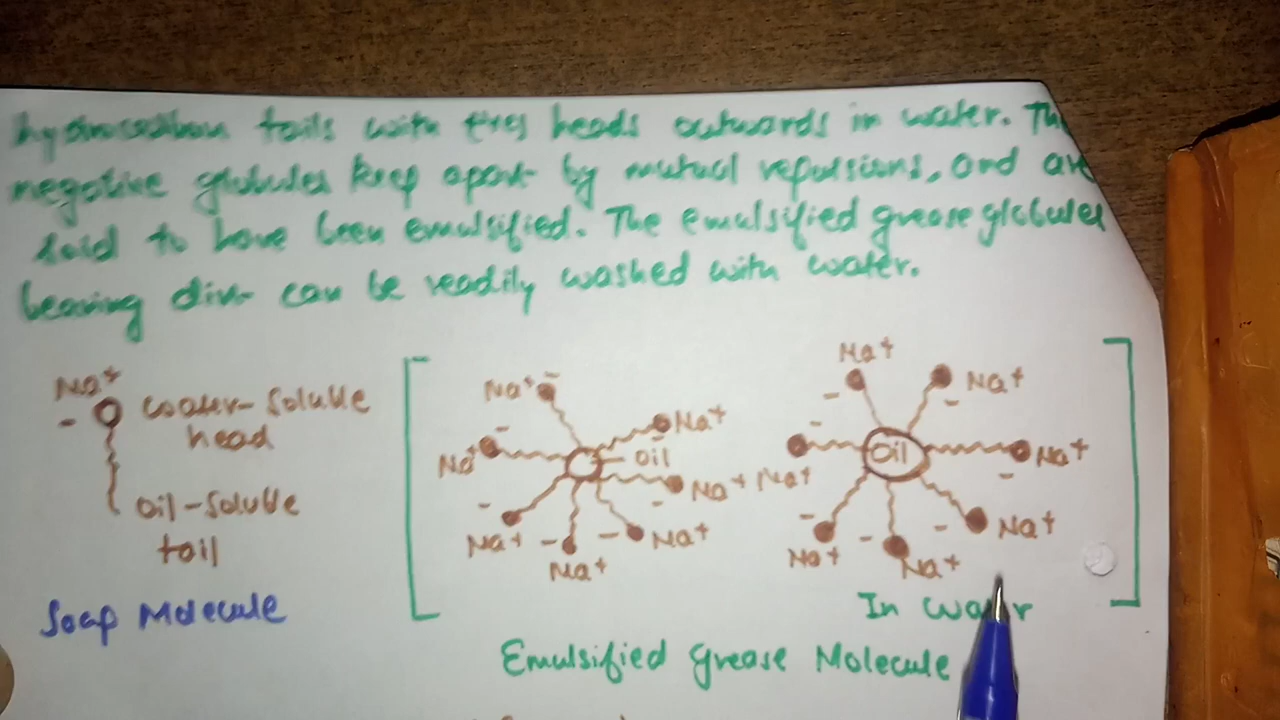 hydrocarbon tails with their heads outwards in water. The
negative globules keep apart by mutual repulsions, and are
said to have been emulsified. The emulsified grease globules
bearing dirt can be readily washed with water.
Na+
-
water-soluble
head
oil-soluble
tail
Soap Molecule
Na+ -
Na+ -
Na+ -
oil
Na+ -
Na+ -
Na+ -
Na+ -
Na+ -
Na+ -
Na+ -
Oil
Na+ -
Na+ -
Na+ -
Na+ -
In water
Emulsified Grease Molecule